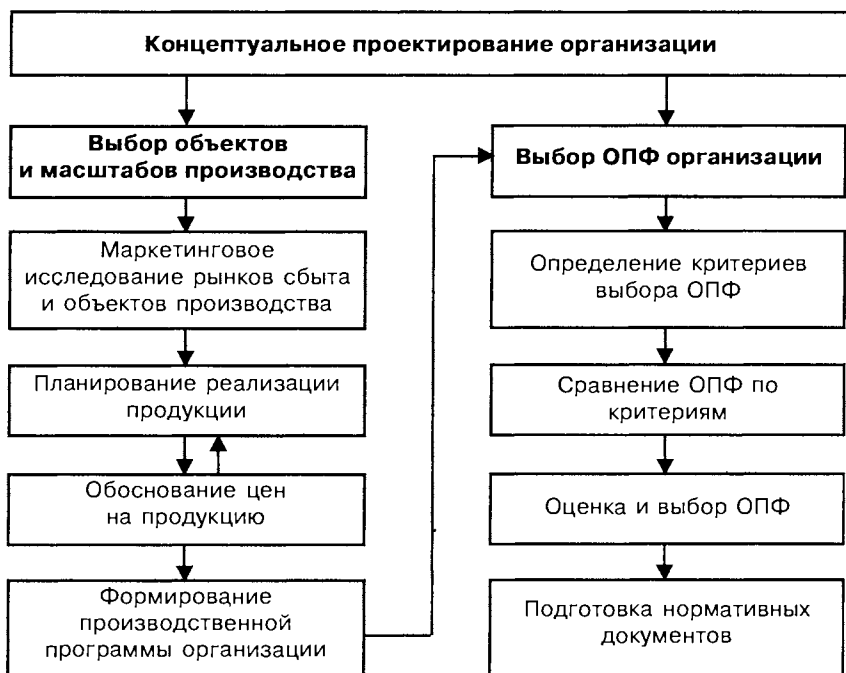 Концептуальное проектирование организации
Выбор объектов
и масштабов производства
Маркетинговое
исследование рынков сбыта
и объектов производства
Планирование реализации
продукции
Обоснование цен
на продукцию
Формирование
производственной
программы организации
Выбор ОПФ организации
Определение критериев
выбора ОПФ
Сравнение ОПФ по
критериям
Оценка и выбор ОПФ
Подготовка нормативных
документов